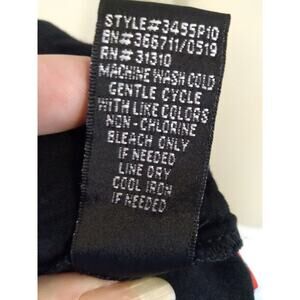 STYLE#3455P10
BN#366711/0519
RN#31310
MACHINE WASH COLD
GENTLE CYCLE
WITH LIKE COLORS
NON-CHLORINE
BLEACH ONLY
IF NEEDED
LINE DRY
COOL IRON
IF NEEDED